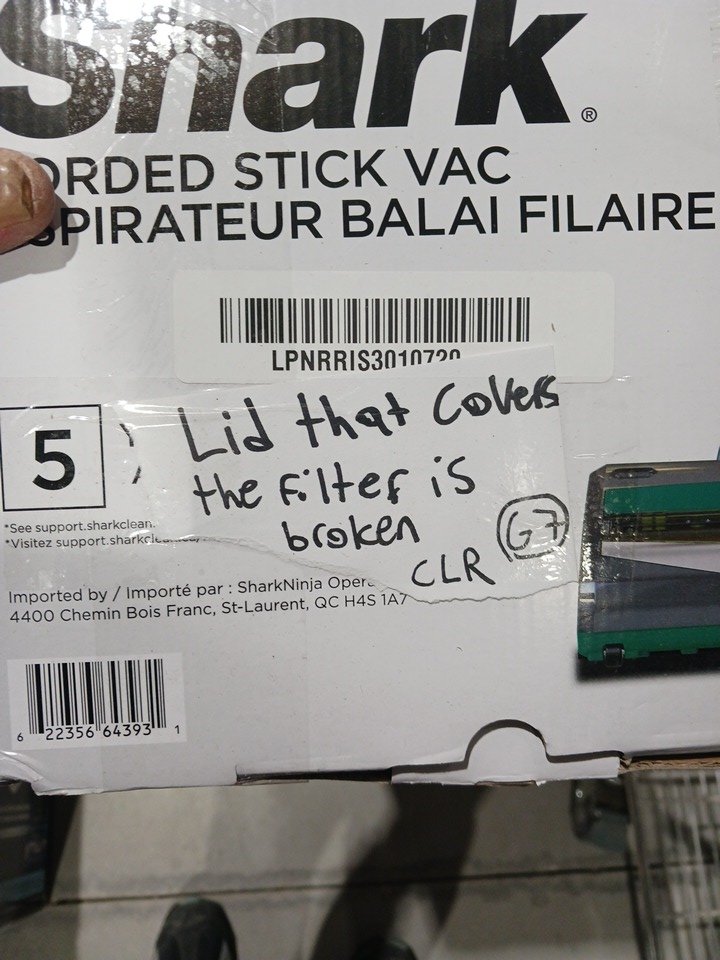 Shark®
ORDED STICK VAC
SPIRATEUR BALAI FILAIRE
LPNRRIS3010720
5
Lid that Covers
the Filter is
broken
CLR G7
*See support.sharkclean.
*Visitez support.sharkclean.ca/
Imported by / Importé par : SharkNinja Opera
4400 Chemin Bois Franc, St-Laurent, QC H4S 1A7
6 22356 64393 1